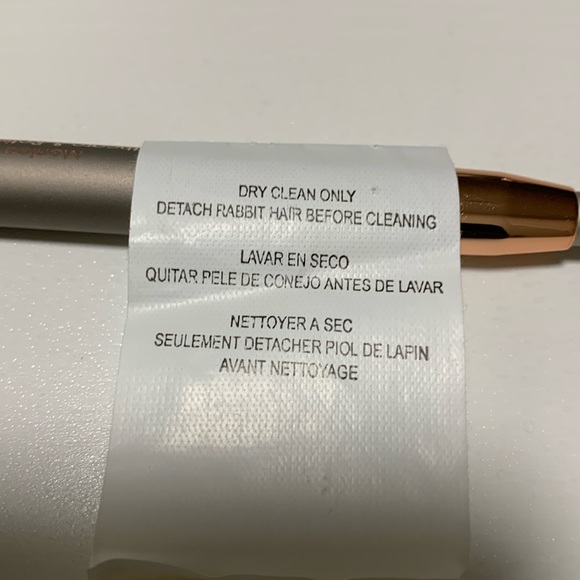 DRY CLEAN ONLY
DETACH RABBIT HAIR BEFORE CLEANING
LAVAR EN SECO
QUITAR PELE DE CONEJO ANTES DE LAVAR
NETTOYER A SEC
SEULEMENT DETACHER PIOL DE LAPIN
AVANT NETTOYAGE